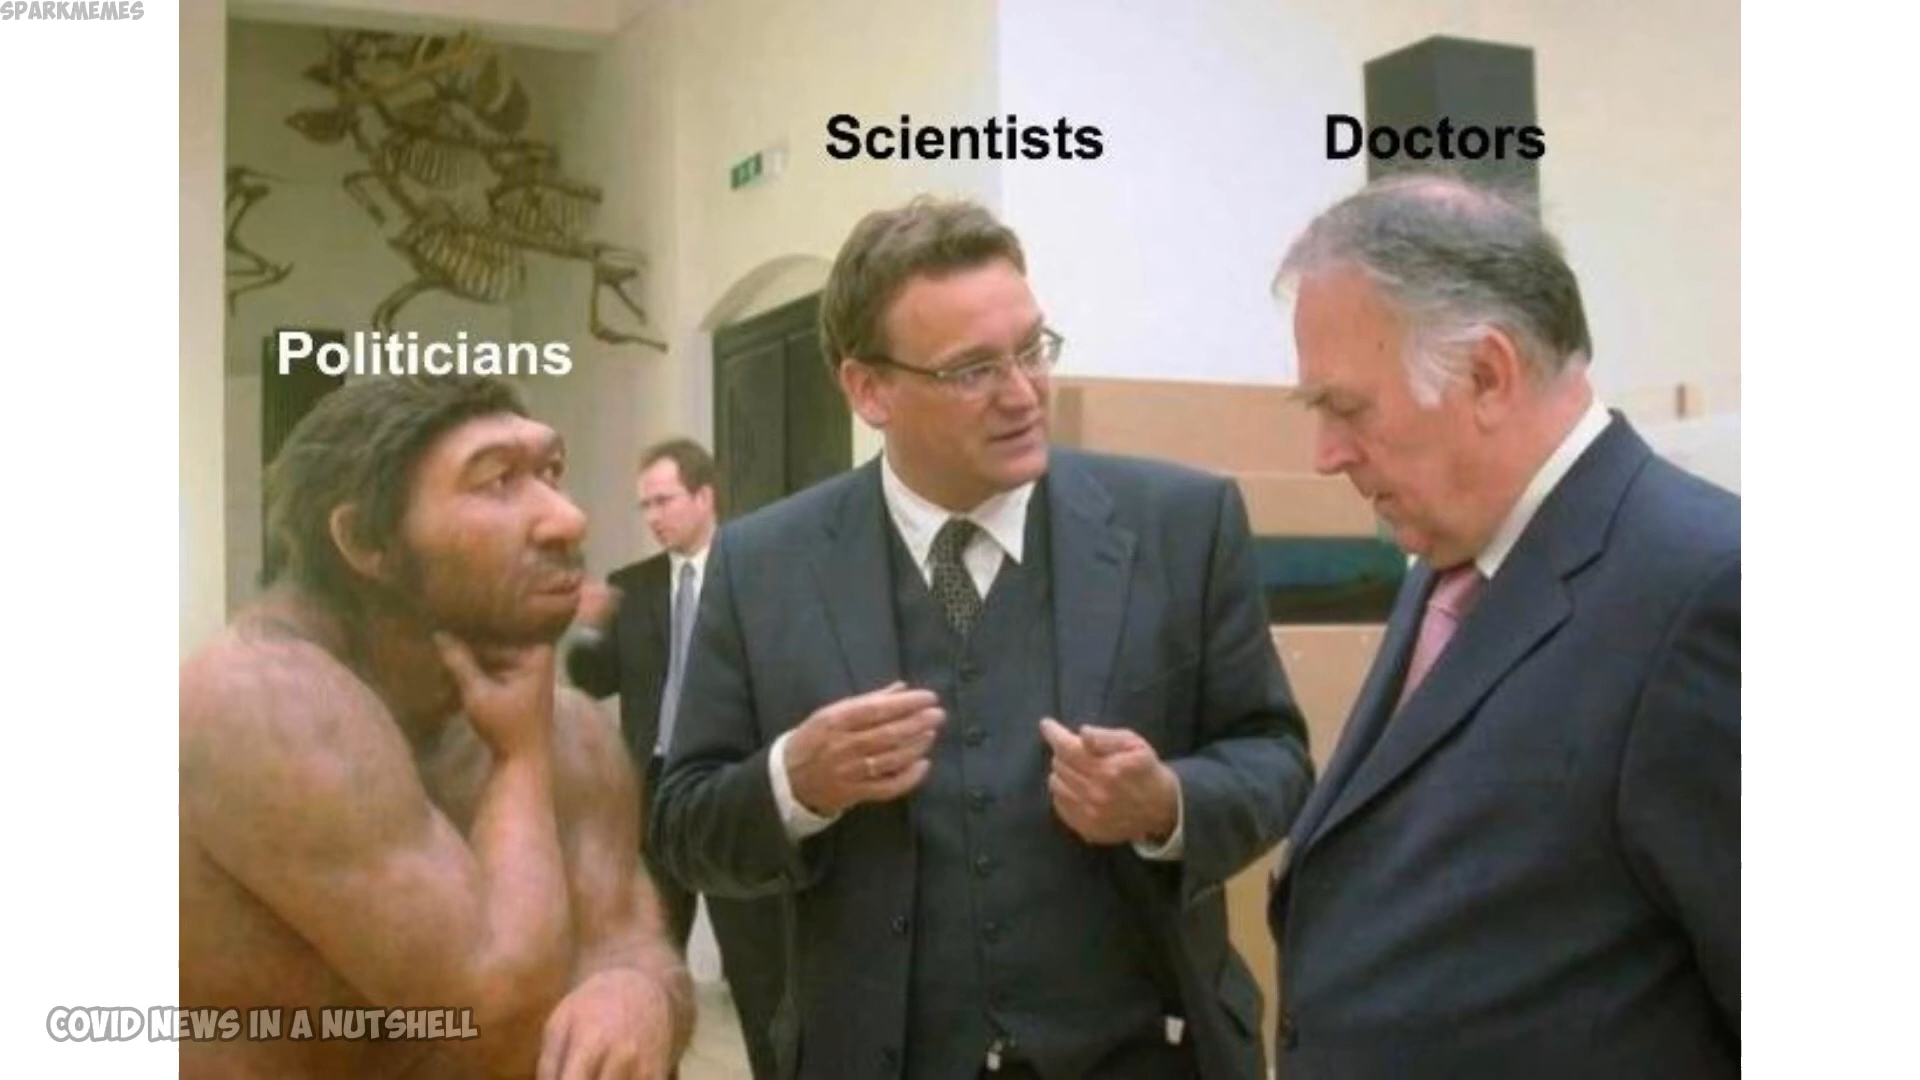 SPARKMEMES
Scientists
Doctors
Politicians
COVID NEWS IN A NUTSHELL